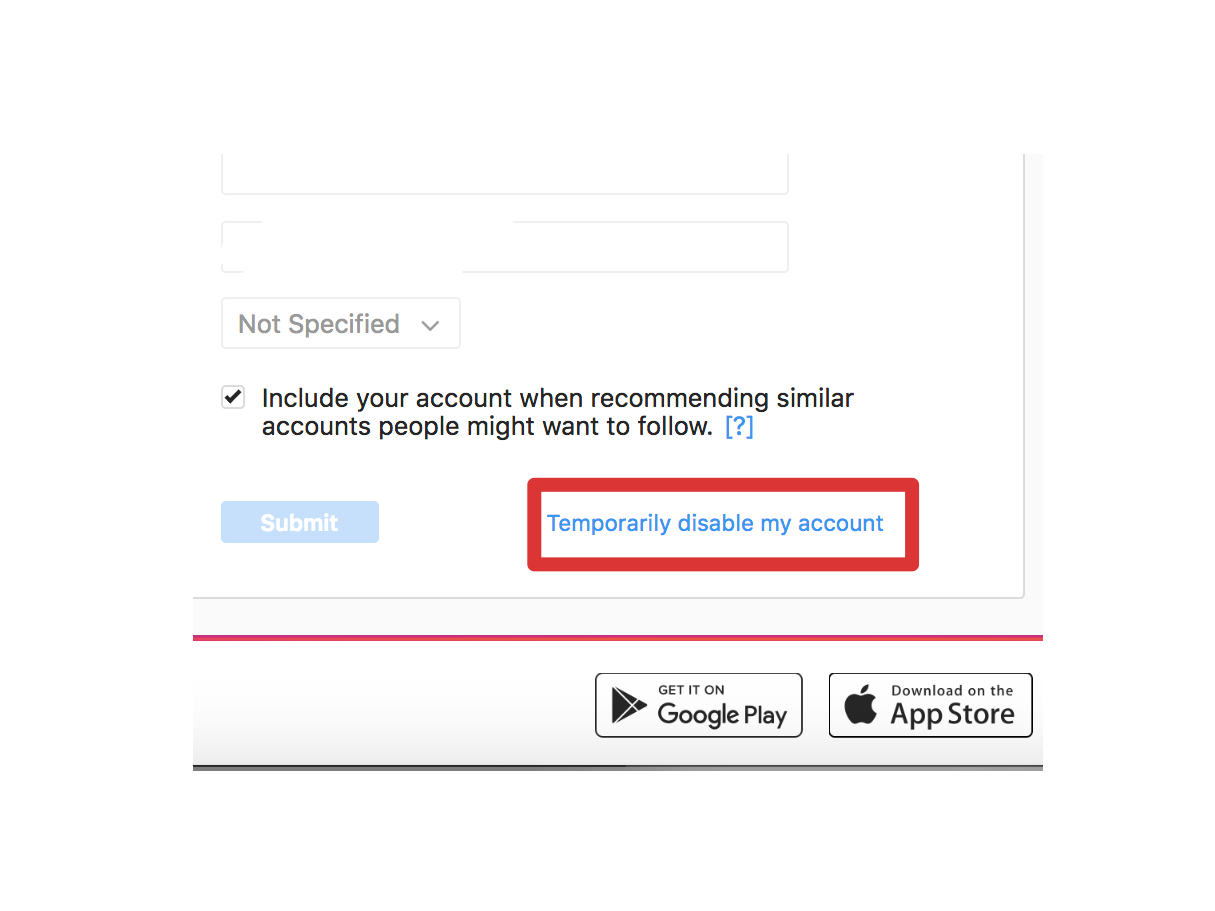 Not Specified
Include your account when recommending similar
accounts people might want to follow. [?]
Submit
Temporarily disable my account
GET IT ON
Google Play
Download on the
App Store